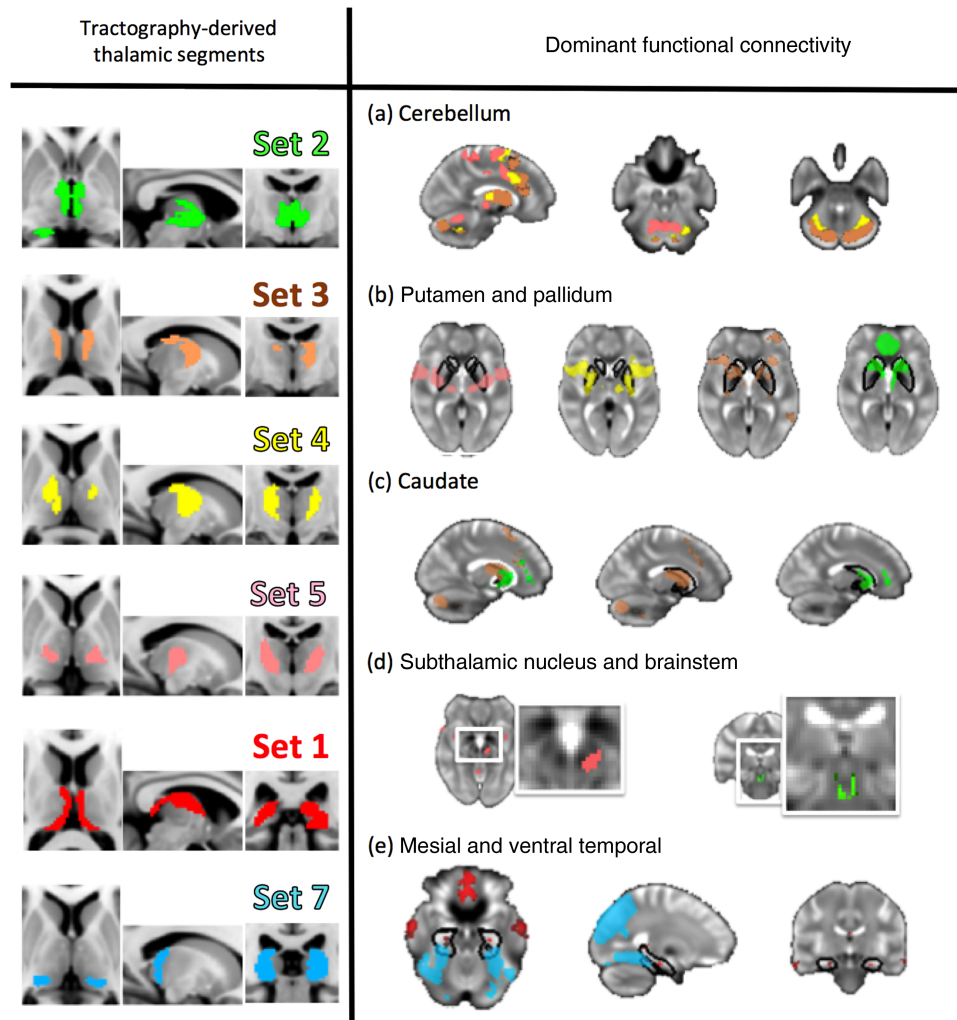 Tractography-derived
thalamic segments
Dominant functional connectivity
Set 2
Set 3
Set 4
Set 5
Set 1
Set 7
(a) Cerebellum
(b) Putamen and pallidum
(c) Caudate
(d) Subthalamic nucleus and brainstem
(e) Mesial and ventral temporal